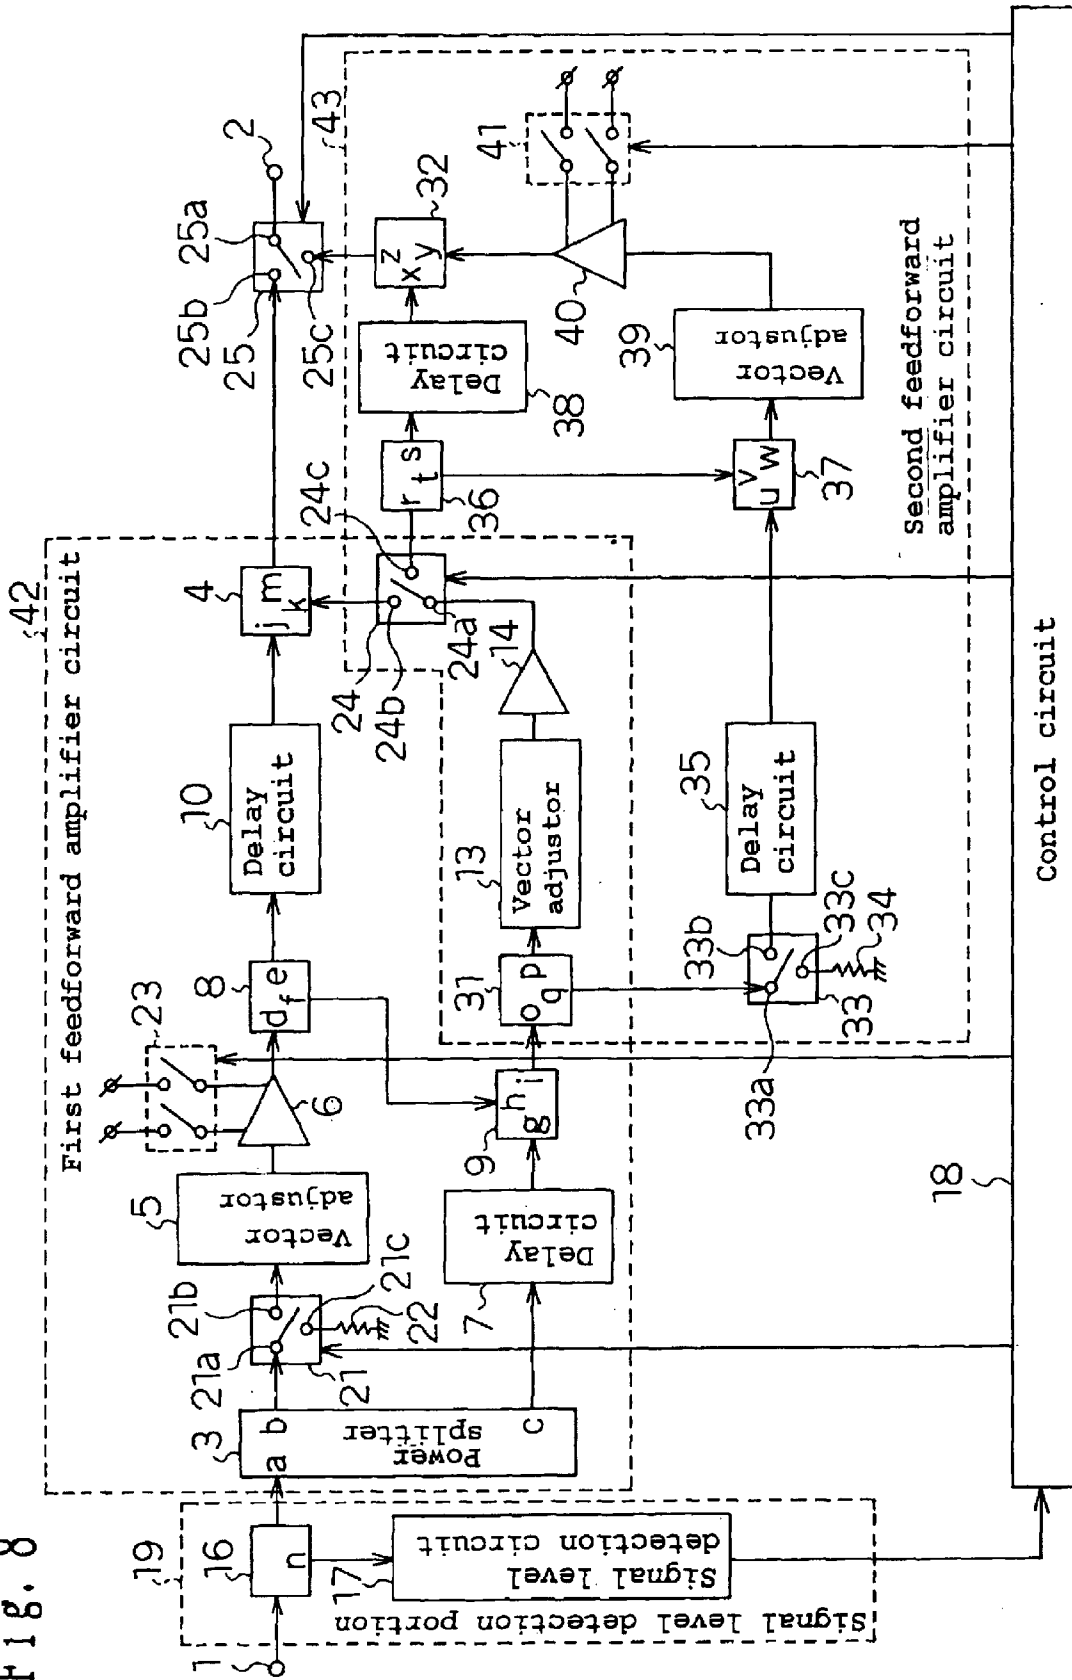 Fig. 8
42
First feedforward amplifier circuit
19
16
n
1
17
Signal level
detection circuit
Signal level detection portion
3
a
b
c
Power
splitter
21a
21b
21
21c
22
5
Vector
adjustor
23
6
8
d
e
f
10
Delay
circuit
4
j
m
k
7
Delay
circuit
9
g
h
i
31
o
p
q
13
Vector
adjustor
14
24
24a
24b
24c
25b
25
25a
25c
2
43
36
r
s
t
38
Delay
circuit
32
x
z
y
41
40
33a
33b
33
33c
34
35
Delay
circuit
37
u
v
w
39
Vector
adjustor
Second feedforward
amplifier circuit
18
Control circuit